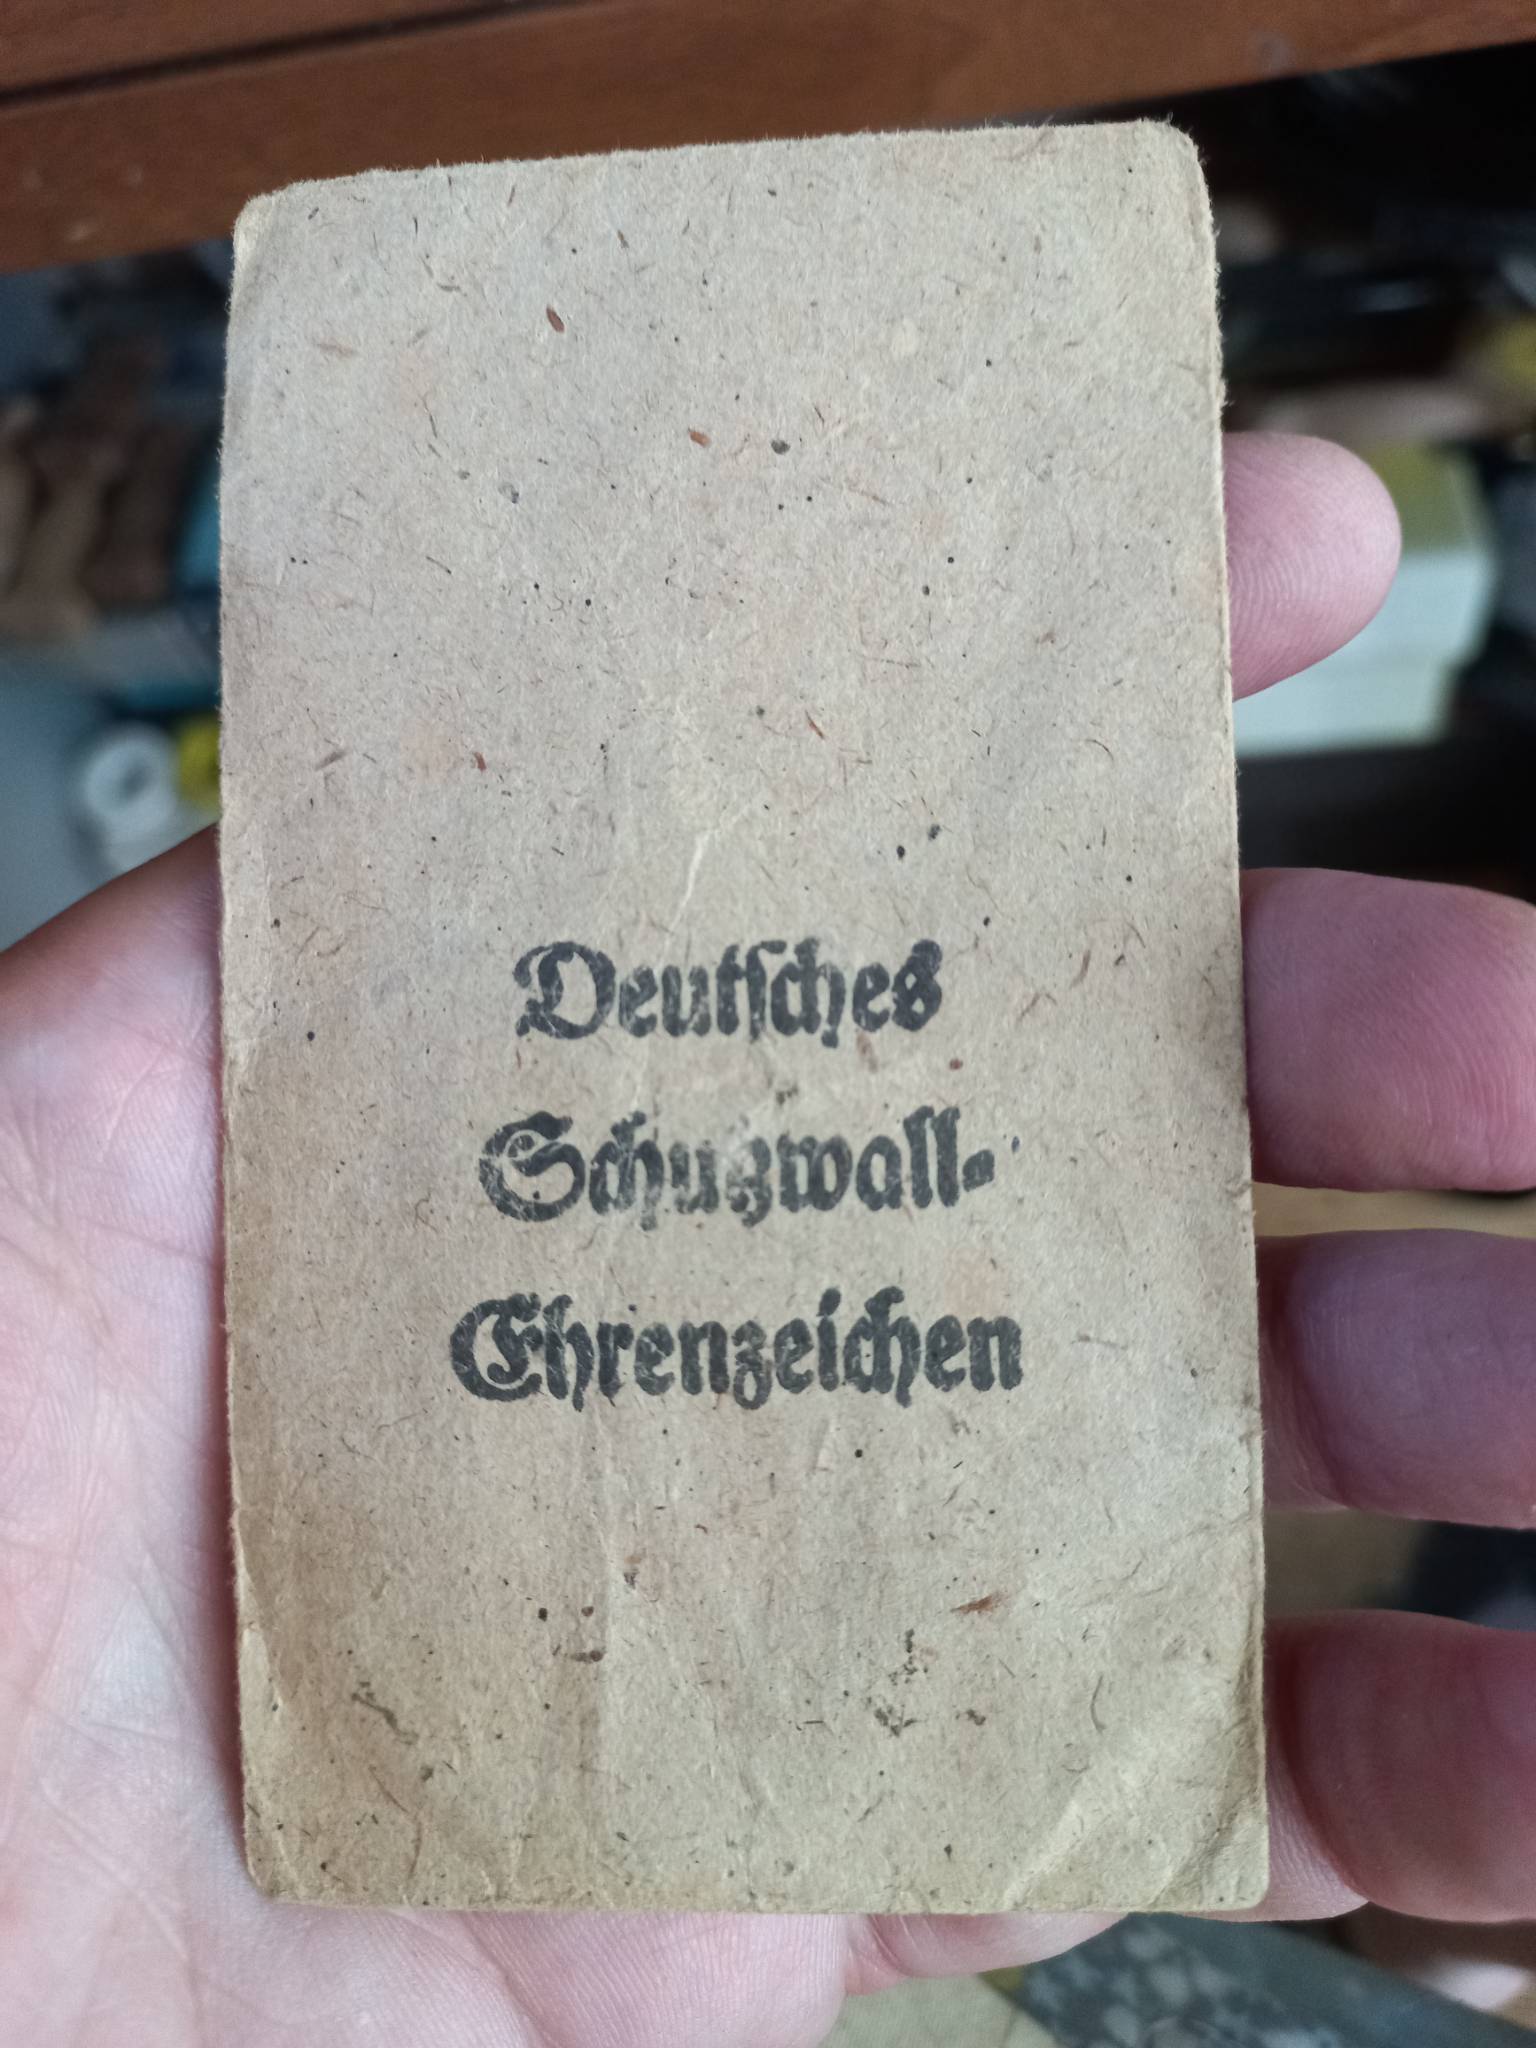 Deutſches
Schutzwall-
Ehrenzeichen